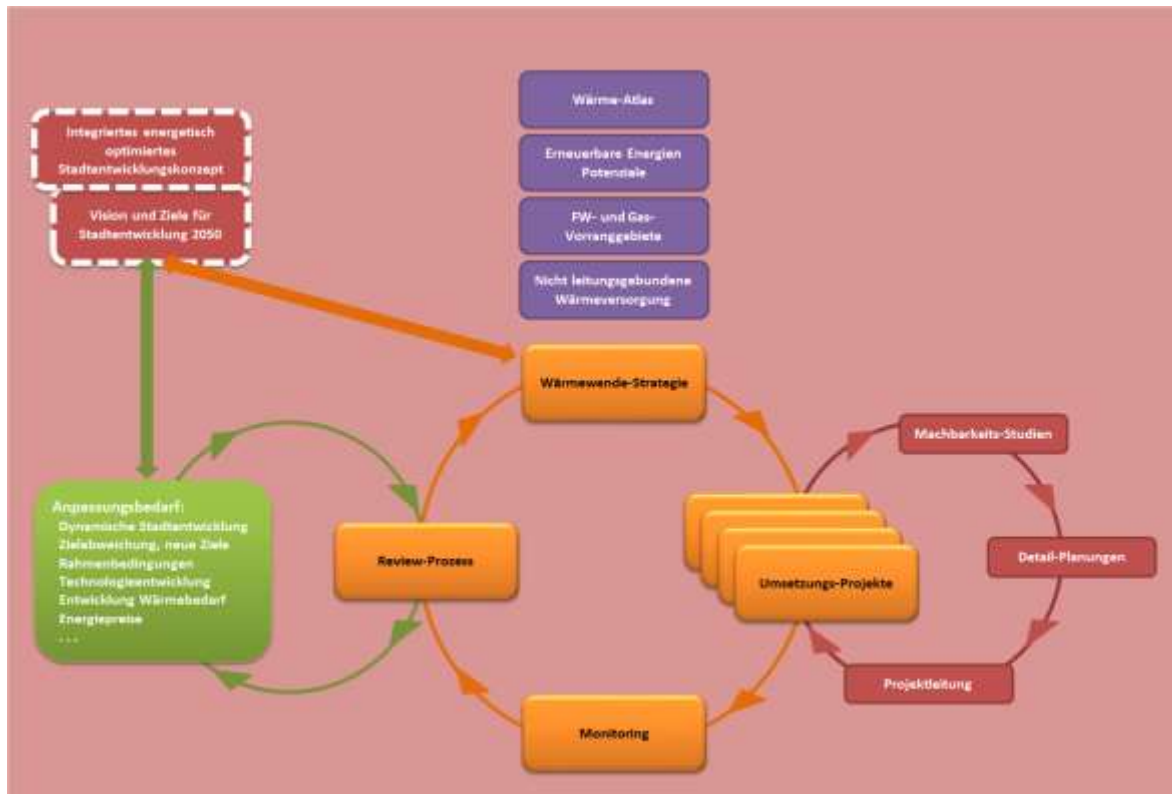 Wärme-Atlas
Integriertes energetisch
optimiertes
Stadtentwicklungskonzept
Erneuerbare Energien
Potenziale
Vision und Ziele für
Stadtentwicklung 2050
FW- und Gas-
Vorranggebiete
Nicht leitungsgebundene
Wärmeversorgung
Wärmewende-Strategie
Machbarkeits-Studien
Anpassungsbedarf:
Dynamische Stadtentwicklung
Zielabweichung, neue Ziele
Rahmenbedingungen
Technologieentwicklung
Entwicklung Wärmebedarf
Energiepreise
. . .
Review-Prozess
Umsetzungs-Projekte
Detail-Planungen
Projektleitung
Monitoring